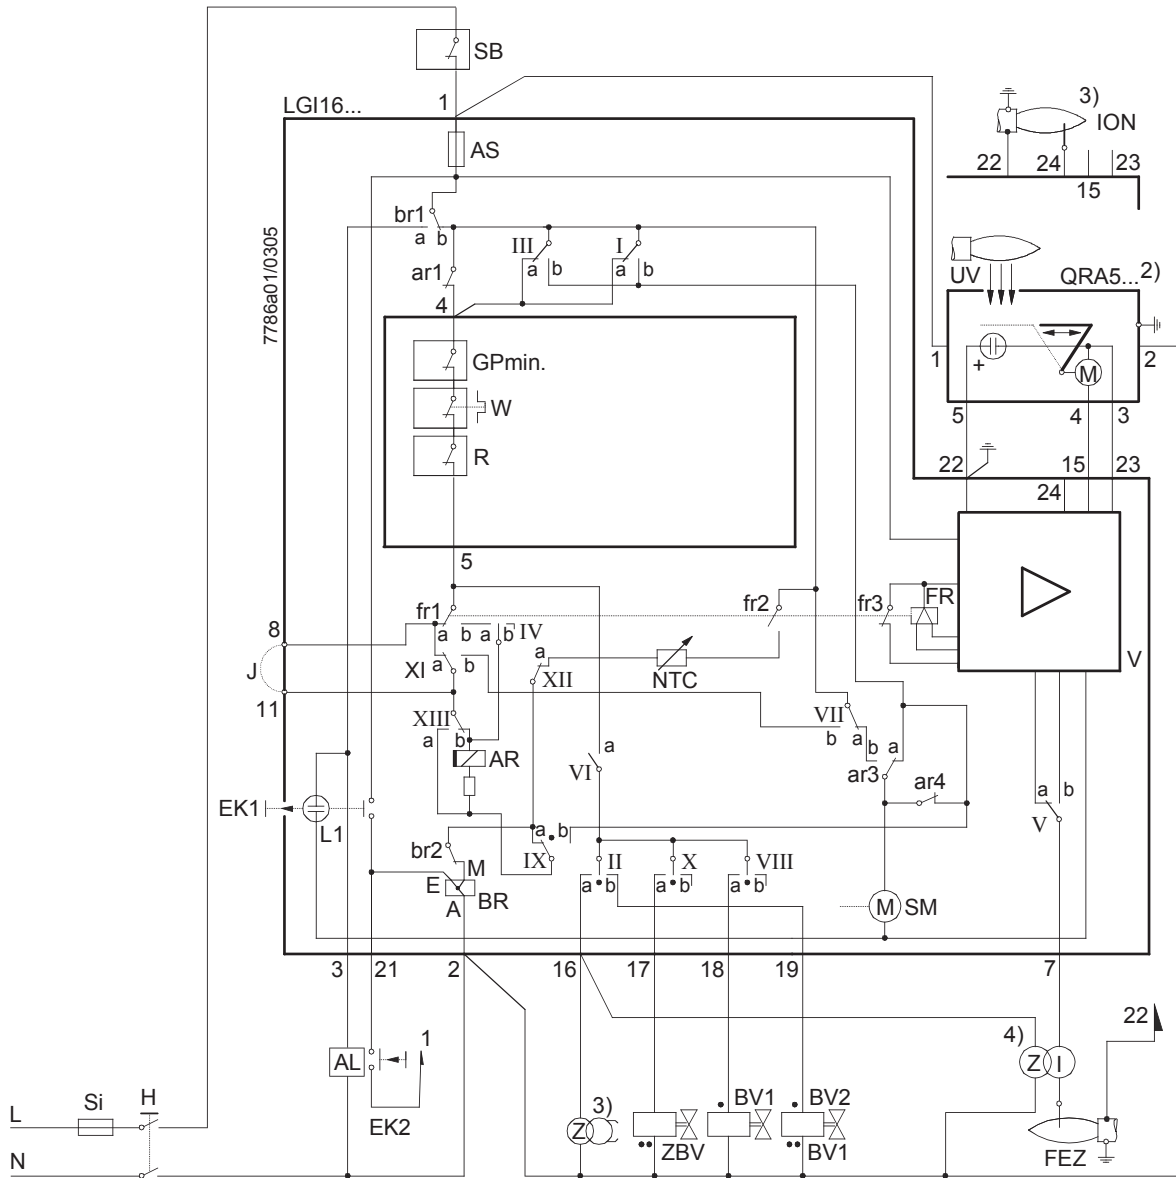 SB
LGI16...
1
3)
ION
22
24
15
23
AS
br1
a b
III
a b
I
a b
ar1
4
7786a01/0305
UV
QRA5... 2)
GPmin.
W
R
1
+
M
2
5
4
3
22
15
23
24
5
fr1
fr2
fr3
FR
8
a b a b
IV
J
XI
a b
a
XII
NTC
V
11
XIII
a b
VII
b a
b a
AR
VI
a
ar3
ar4
EK1
L1
a b
V
br2
M
a b
IX
II
X
VIII
E
A
BR
a b
a b
a b
M
SM
3
21
2
16
17
18
19
7
1
22
4)
AL
Z
I
L
Si
H
EK2
Z
3)
ZBV
BV1
BV2
BV1
FEZ
N